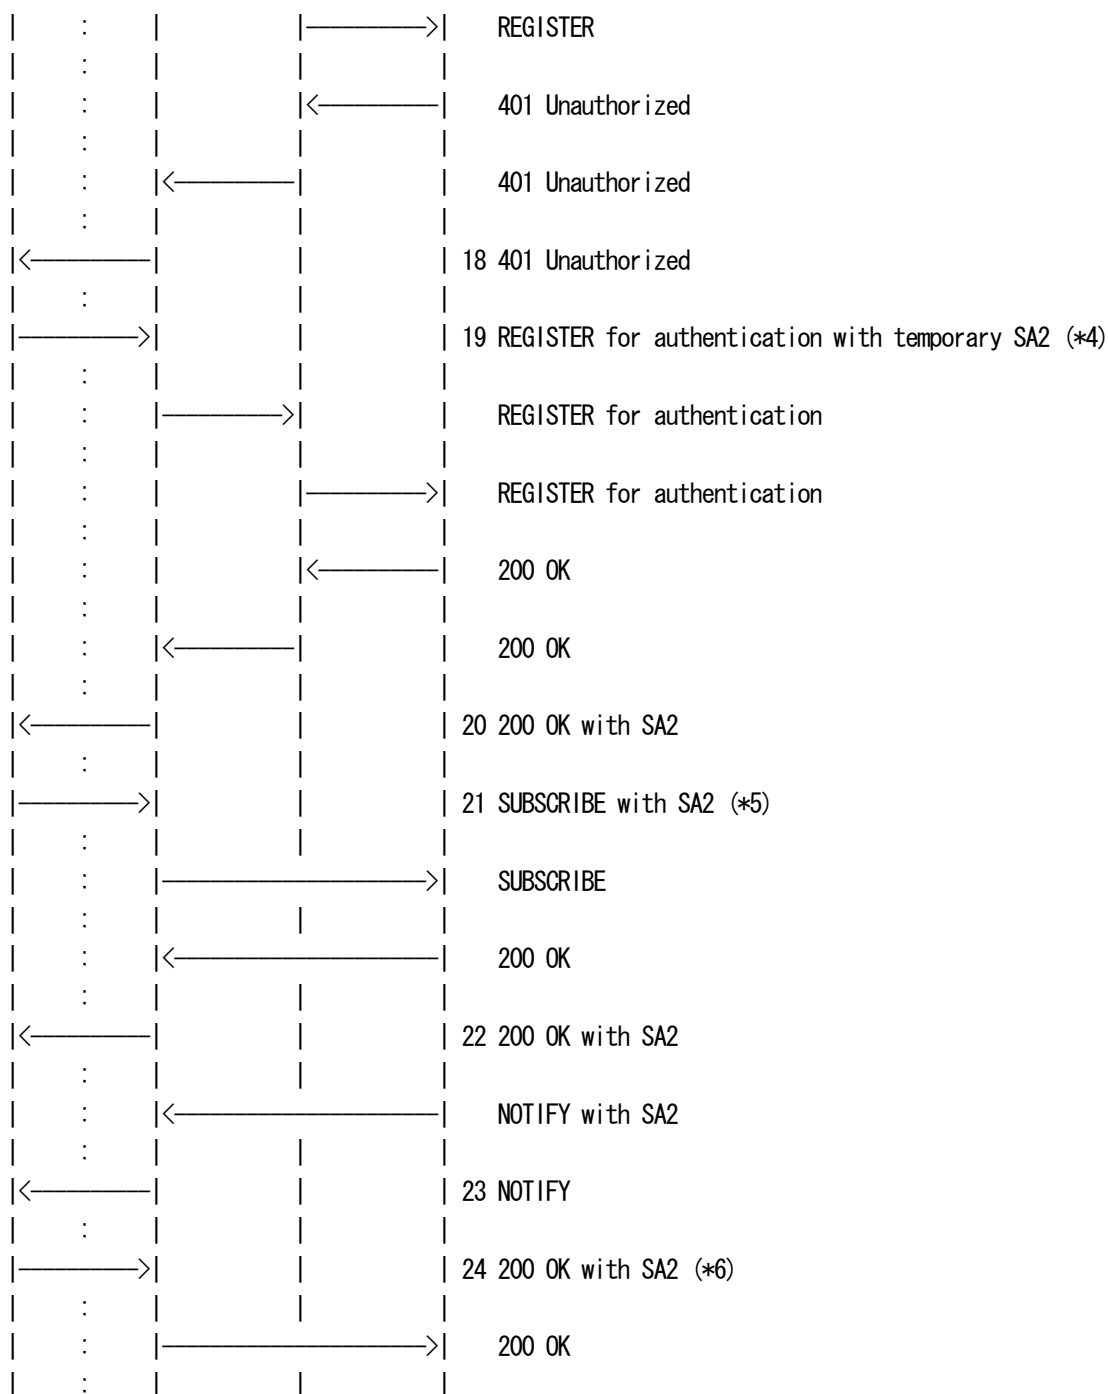 REGISTER
401 Unauthorized
401 Unauthorized
18 401 Unauthorized
19 REGISTER for authentication with temporary SA2 (*4)
REGISTER for authentication
REGISTER for authentication
200 OK
200 OK
20 200 OK with SA2
21 SUBSCRIBE with SA2 (*5)
SUBSCRIBE
200 OK
22 200 OK with SA2
NOTIFY with SA2
23 NOTIFY
24 200 OK with SA2 (*6)
200 OK